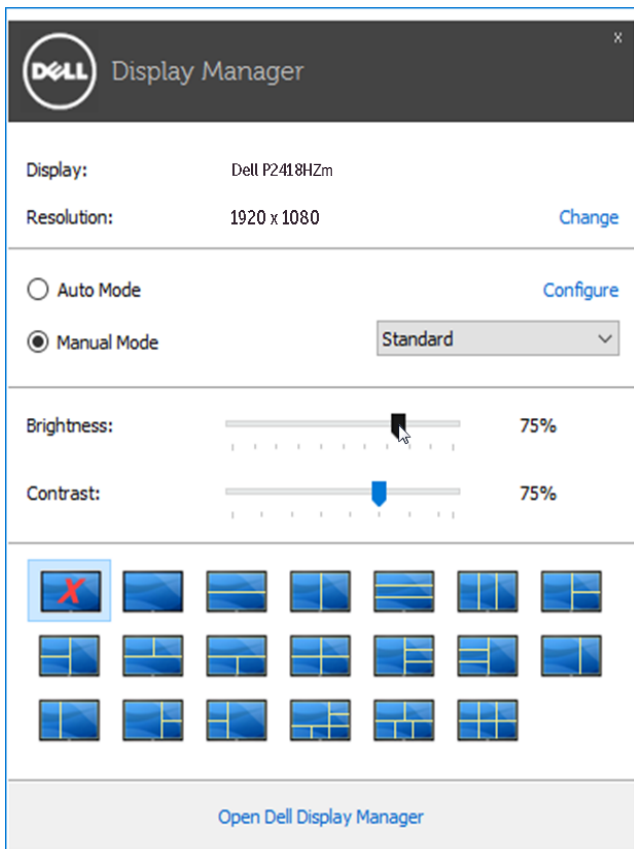 DELL Display Manager x
Display: Dell P2418HZm
Resolution: 1920 x 1080 Change
Auto Mode Configure
Manual Mode Standard
Brightness: 75%
Contrast: 75%
X
Open Dell Display Manager